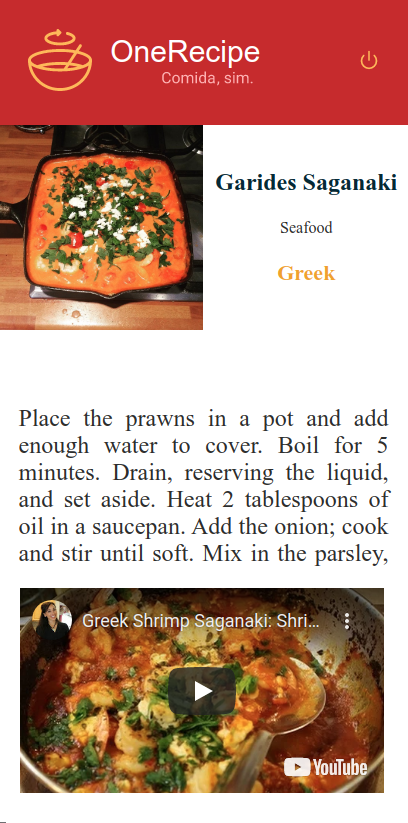 OneRecipe
Comida, sim.
Garides Saganaki
Seafood
Greek
Place the prawns in a pot and add
enough water to cover. Boil for 5
minutes. Drain, reserving the liquid,
and set aside. Heat 2 tablespoons of
oil in a saucepan. Add the onion; cook
and stir until soft. Mix in the parsley,
Greek Shrimp Saganaki: Shri...
YouTube